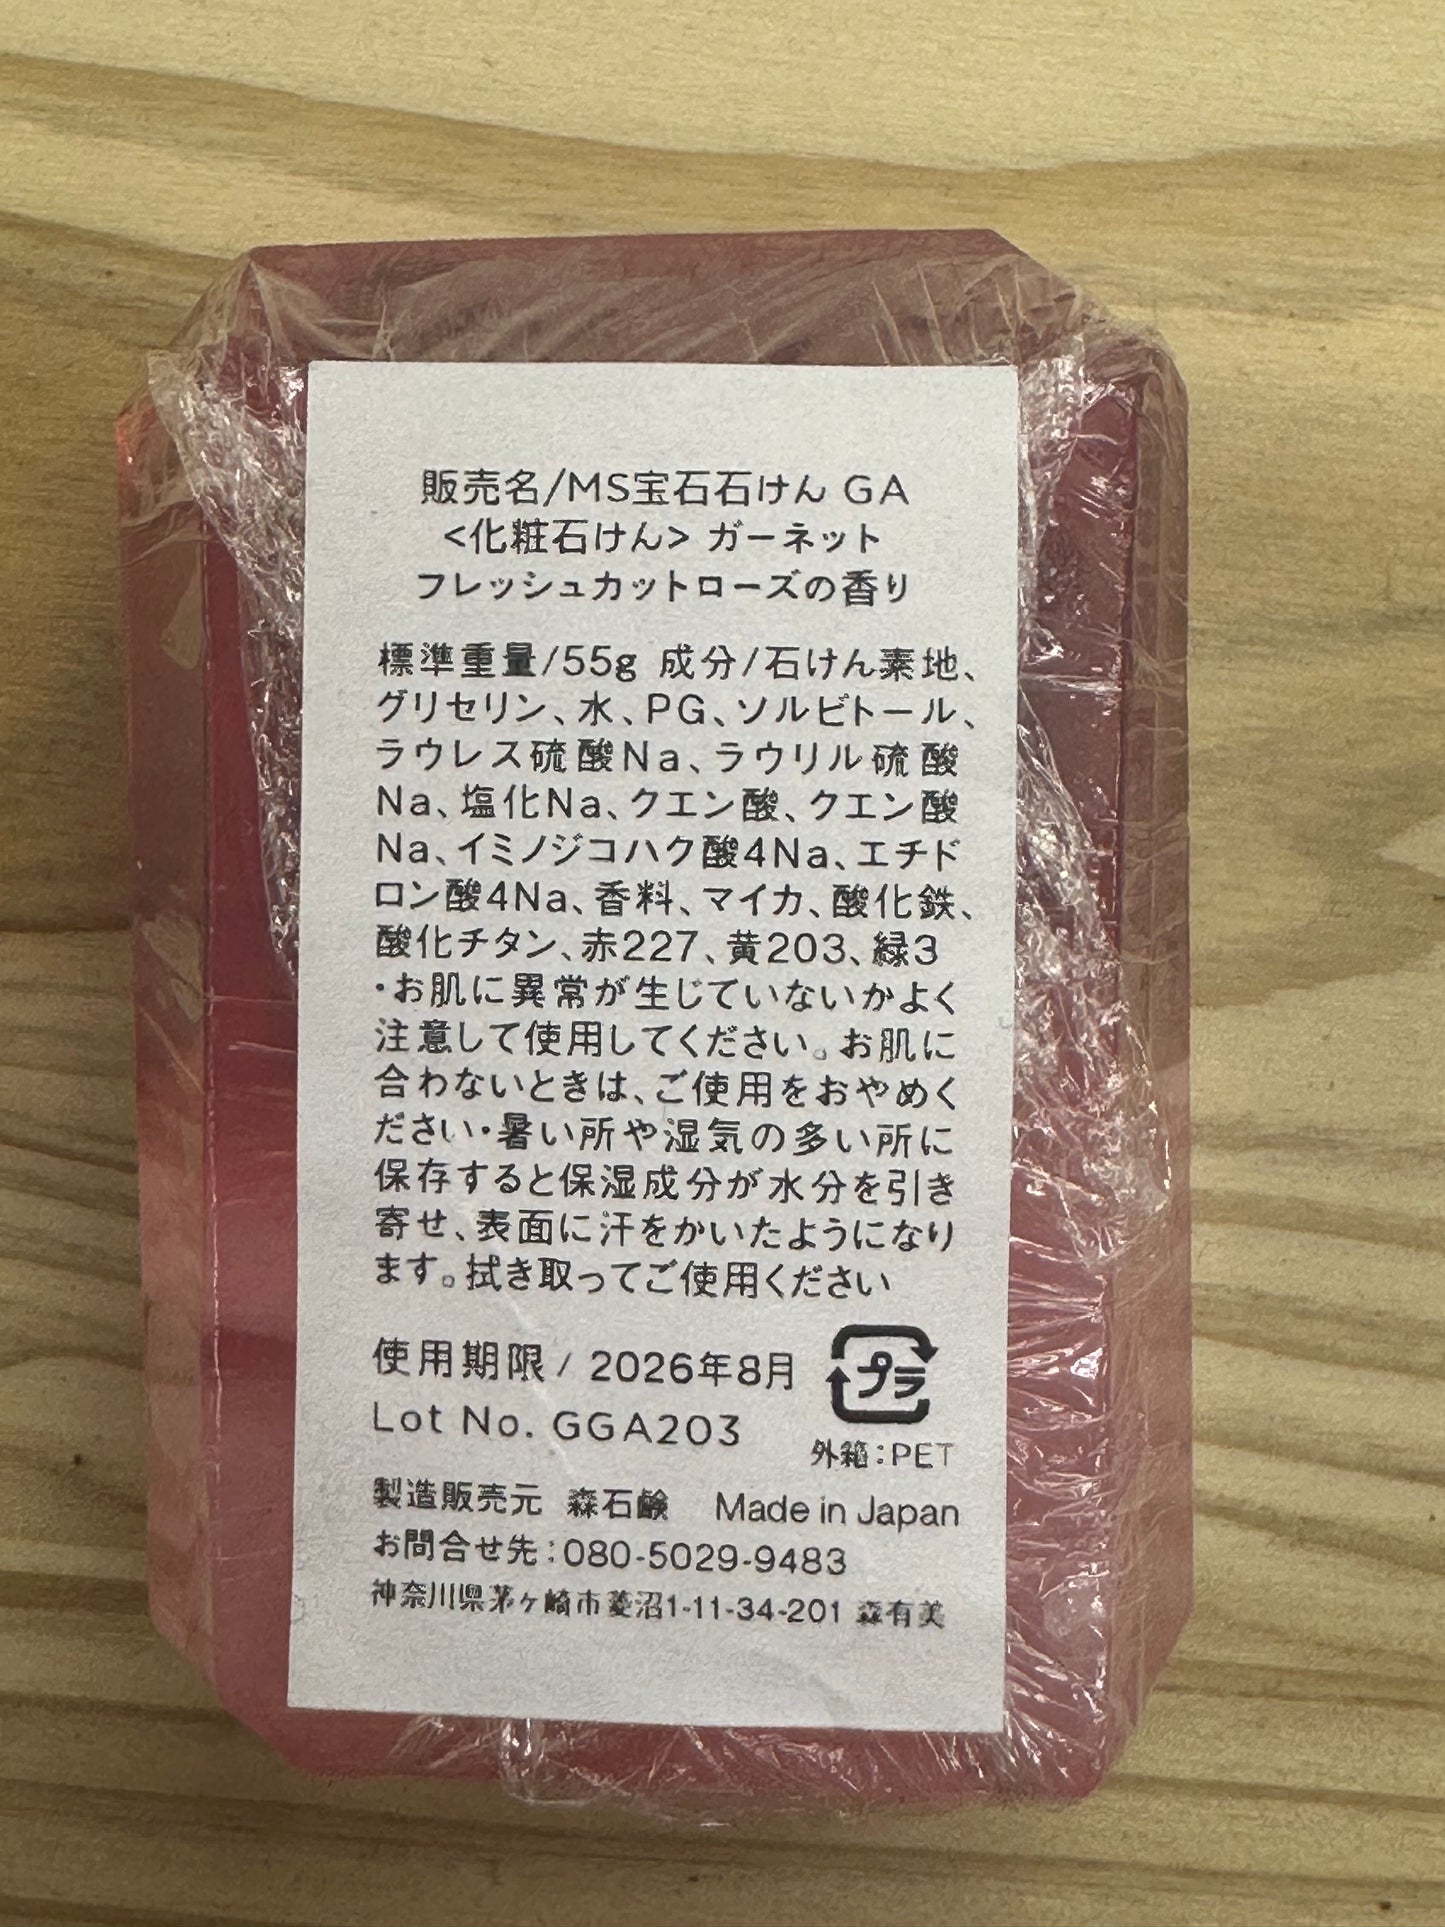 販売名/MS宝石石けん GA
<化粧石けん> ガーネット
フレッシュカットローズの香り
標準重量/55g 成分/石けん素地、
グリセリン、水、PG、ソルビトール、
ラウレス硫酸Na、ラウリル硫酸
Na、塩化Na、クエン酸、クエン酸
Na、イミノジコハク酸4Na、エチド
ロン酸4Na、香料、マイカ、酸化鉄、
酸化チタン、赤227、黄203、緑3
・お肌に異常が生じていないかよく
注意して使用してください。お肌に
合わないときは、ご使用をおやめく
ださい・暑い所や湿気の多い所に
保存すると保湿成分が水分を引き
寄せ、表面に汗をかいたようになり
ます。拭き取ってご使用ください
使用期限/ 2026年8月
Lot No. GGA203
プラ
外箱:PET
製造販売元 森石鹸 Made in Japan
お問合せ先:080-5029-9483
神奈川県茅ヶ崎市菱沼1-11-34-201 森有美